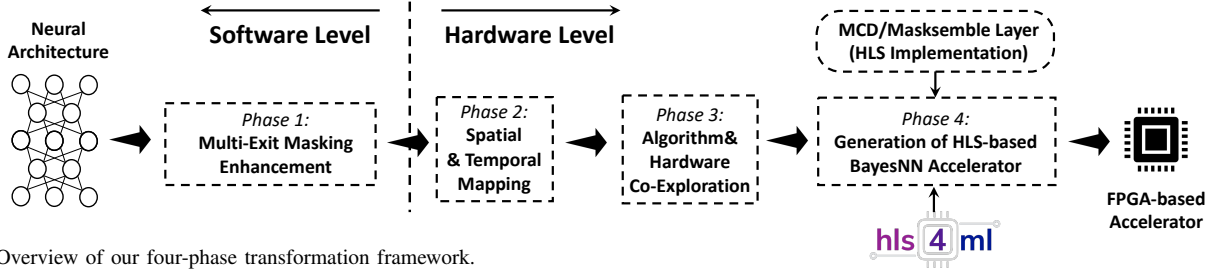 Neural
Architecture
Software Level
Hardware Level
MCD/Masksemble Layer
(HLS Implementation)
Phase 1:
Multi-Exit Masking
Enhancement
Phase 2:
Spatial
& Temporal
Mapping
Phase 3:
Algorithm&
Hardware
Co-Exploration
Phase 4:
Generation of HLS-based
BayesNN Accelerator
FPGA-based
Accelerator
hls 4 ml
Overview of our four-phase transformation framework.